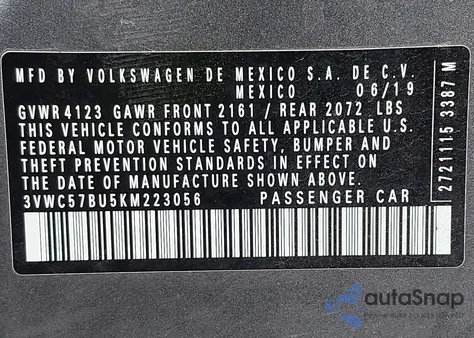 MFD BY VOLKSWAGEN DE MEXICO S.A. DE C.V.
MEXICO 06/19
GVWR 4123 GAWR FRONT 2161 / REAR 2072 LBS
THIS VEHICLE CONFORMS TO ALL APPLICABLE U.S.
FEDERAL MOTOR VEHICLE SAFETY, BUMPER AND
THEFT PREVENTION STANDARDS IN EFFECT ON THE
DATE OF MANUFACTURE SHOWN ABOVE.
3VWC57BU5KM223056 PASSENGER CAR
2721115 3387 M
autoSnap